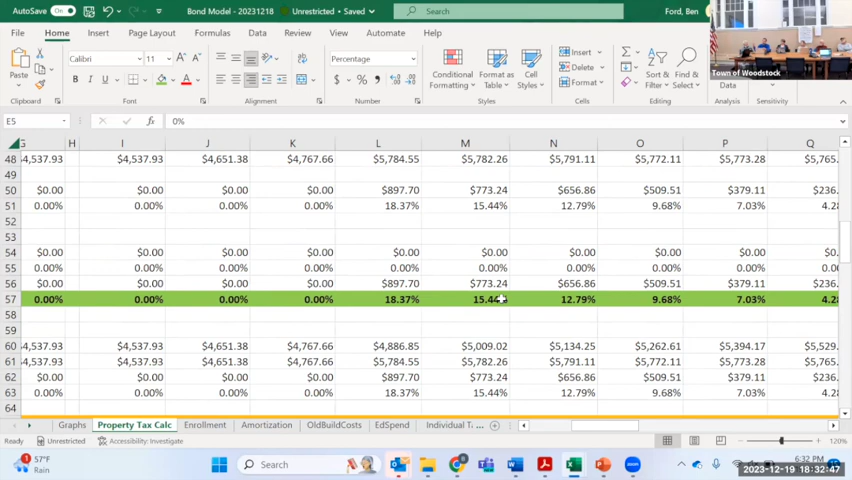 AutoSave On Bond Model - 20231218 Unrestricted • Saved Search Ford, Ben
File Home Insert Page Layout Formulas Data Review View Automate Help
Paste Calibri 11 Percentage Conditional Formatting Format as Table Cell Styles Insert Delete Format Sort & Filter Find & Select Town of Woodstock
Clipboard Font Alignment Number Styles Cells Editing Analysis Sensitivity
E5 fx 0%
G H I J K L M N O P Q
48 $4,537.93 $4,651.38 $4,767.66 $5,784.55 $5,782.26 $5,791.11 $5,772.11 $5,773.28
49
50 $0.00 $0.00 $0.00 $0.00 $897.70 $773.24 $656.86 $509.51 $379.11
51 0.00% 0.00% 0.00% 0.00% 18.37% 15.44% 12.79% 9.68% 7.03%
52
53
54 $0.00 $0.00 $0.00 $0.00 $0.00 $0.00 $0.00 $0.00 $0.00
55 0.00% 0.00% 0.00% 0.00% 0.00% 0.00% 0.00% 0.00% 0.00%
56 $0.00 $0.00 $0.00 $0.00 $897.70 $773.24 $656.86 $509.51 $379.11
57 0.00% 0.00% 0.00% 0.00% 18.37% 15.44% 12.79% 9.68% 7.03%
58
59
60 $4,537.93 $4,651.38 $4,767.66 $4,886.85 $5,009.02 $5,134.25 $5,262.61 $5,394.17
61 $4,537.93 $4,651.38 $4,767.66 $5,784.55 $5,782.26 $5,791.11 $5,772.11 $5,773.28
62 $0.00 $0.00 $0.00 $0.00 $897.70 $773.24 $656.86 $509.51 $379.11
63 0.00% 0.00% 0.00% 0.00% 18.37% 15.44% 12.79% 9.68% 7.03%
64
Graphs Property Tax Calc Enrollment Amortization OldBuildCosts EdSpend Individual T...
Ready Unrestricted Accessibility: Investigate 120%
57°F Rain Search 6:32 PM
2023-12-19 18:32:47